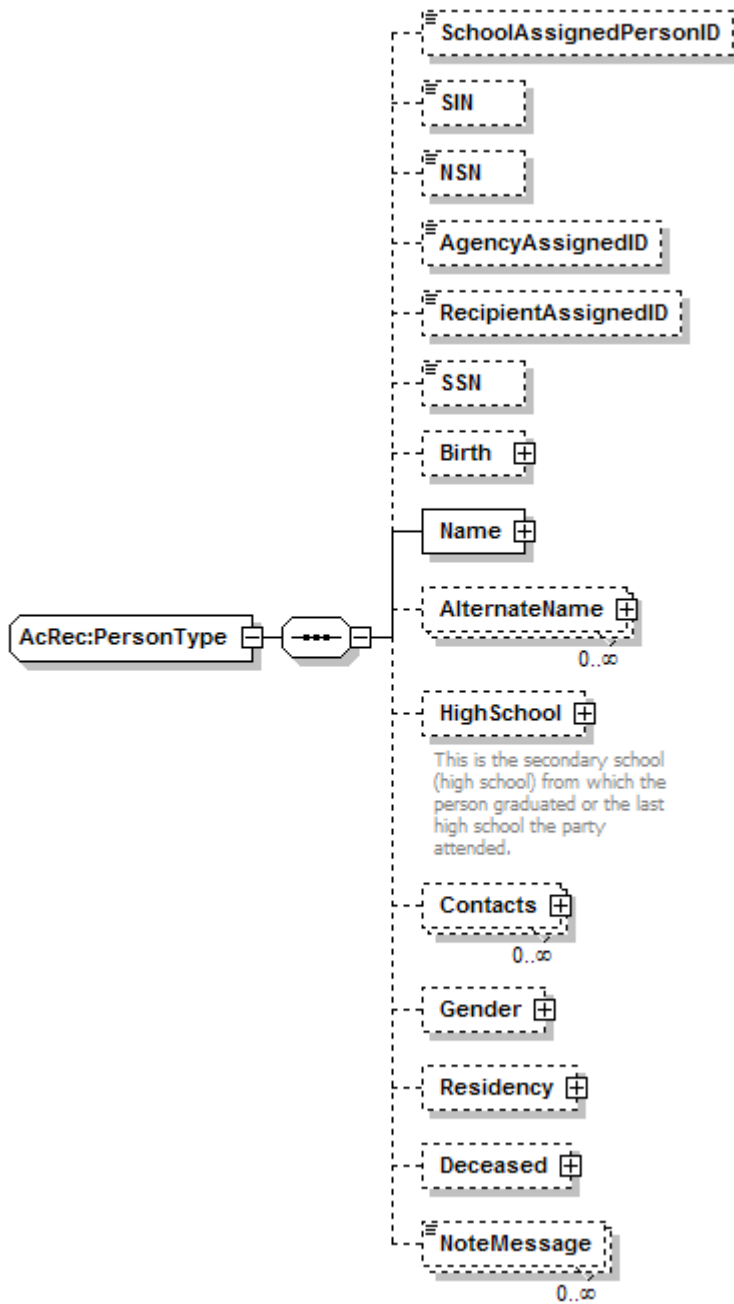 SchoolAssignedPersonID
SIN
NSN
AgencyAssignedID
RecipientAssignedID
SSN
Birth
Name
AlternateName
0..∞
AcRec:PersonType
HighSchool
This is the secondary school
(high school) from which the
person graduated or the last
high school the party
attended.
Contacts
0..∞
Gender
Residency
Deceased
NoteMessage
0..∞